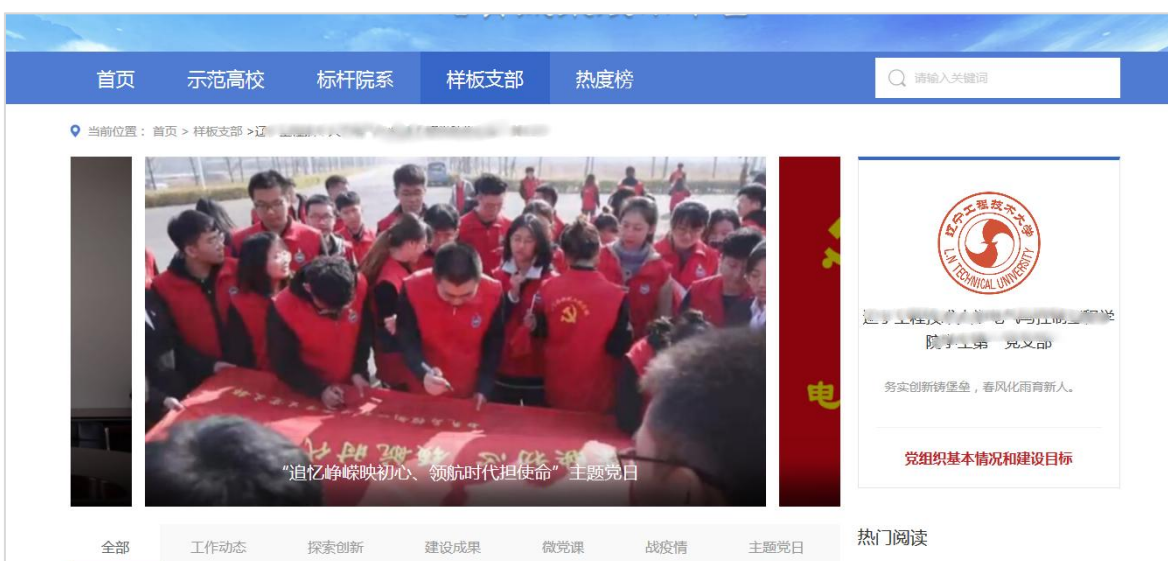 首页 示范高校 标杆院系 样板支部 热度榜 请输入关键词
当前位置： 首页 > 样板支部 >辽
辽宁工程技术大学
LN TECHNICAL UNIVERSITY
务实创新铸堡垒，春风化雨育新人。
党组织基本情况和建设目标
电
“追忆峥嵘映初心、领航时代担使命”主题党日
全部 工作动态 探索创新 建设成果 微党课 战疫情 主题党日
热门阅读